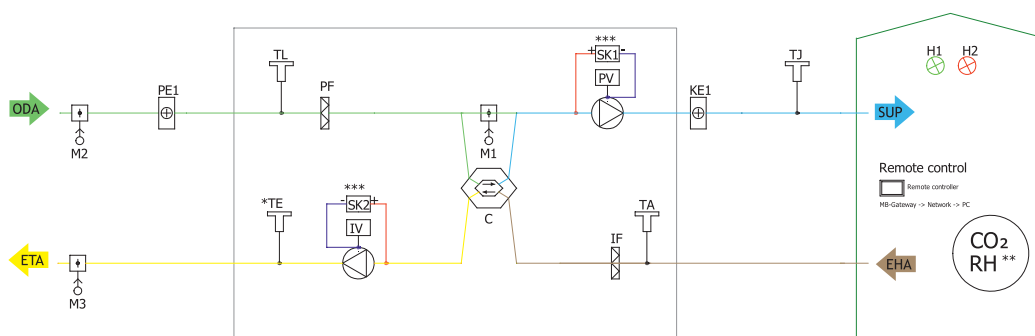 H1 H2
***
TL
+ SK1 -
TJ
PE1
PF
PV
KE1
ODA
SUP
M2
M1
Remote control
Remote controller
MB-Gateway -> Network -> PC
***
*TE
- SK2 +
C
TA
IV
IF
CO₂
RH **
ETA
EHA
M3